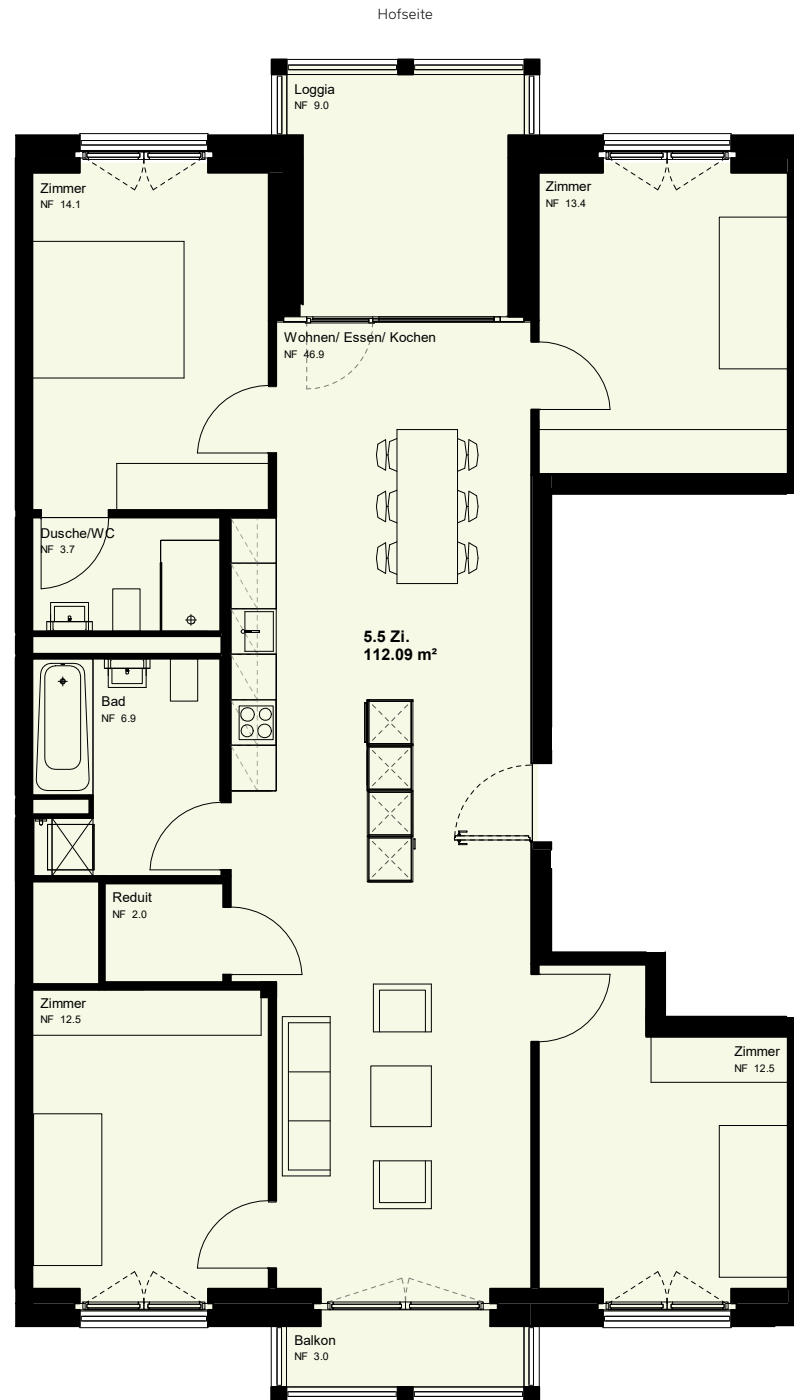 Hofseite
Loggia
NF 9.0
Zimmer
NF 14.1
Zimmer
NF 13.4
Wohnen/ Essen/ Kochen
NF 46.9
Dusche/WC
NF 3.7
5.5 Zi.
112.09 m²
Bad
NF 6.9
Reduit
NF 2.0
Zimmer
NF 12.5
Zimmer
NF 12.5
Balkon
NF 3.0